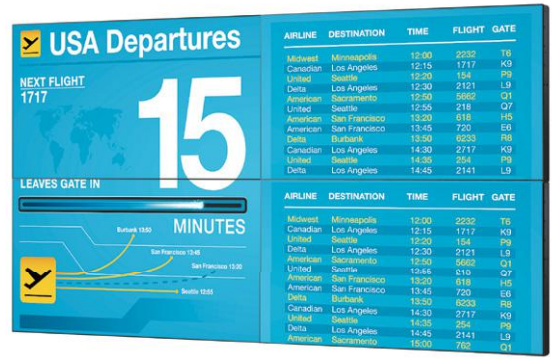 USA Departures
NEXT FLIGHT
1717
15
LEAVES GATE IN
MINUTES
Burbank 13:50
San Francisco 13:45
San Francisco 13:20
Seattle 12:55
AIRLINE DESTINATION TIME FLIGHT GATE
Midwest Minneapolis 12:00 2232 T6
Canadian Los Angeles 12:15 1717 K9
United Seattle 12:20 154 P9
Delta Los Angeles 12:30 2121 L9
American Sacramento 12:50 5662 Q1
United Seattle 12:55 218 Q7
American San Francisco 13:20 618 H5
American San Francisco 13:45 720 E6
Delta Burbank 13:50 6233 R8
Canadian Los Angeles 14:30 2717 K9
United Seattle 14:35 254 P9
Delta Los Angeles 14:45 2141 L9
AIRLINE DESTINATION TIME FLIGHT GATE
Midwest Minneapolis 12:00 2232 T6
Canadian Los Angeles 12:15 1717 K9
United Seattle 12:20 154 P9
Delta Los Angeles 12:30 2121 L9
American Sacramento 12:50 5662 Q1
United Seattle 12:55 Q7
American San Francisco 13:20 618 H5
American San Francisco 13:45 720 E6
Delta Burbank 13:50 6233 R8
Canadian Los Angeles 14:30 2717 K9
United Seattle 14:35 254 P9
Delta Los Angeles 14:45 2141 L9
American Sacramento 15:00 762 Q1